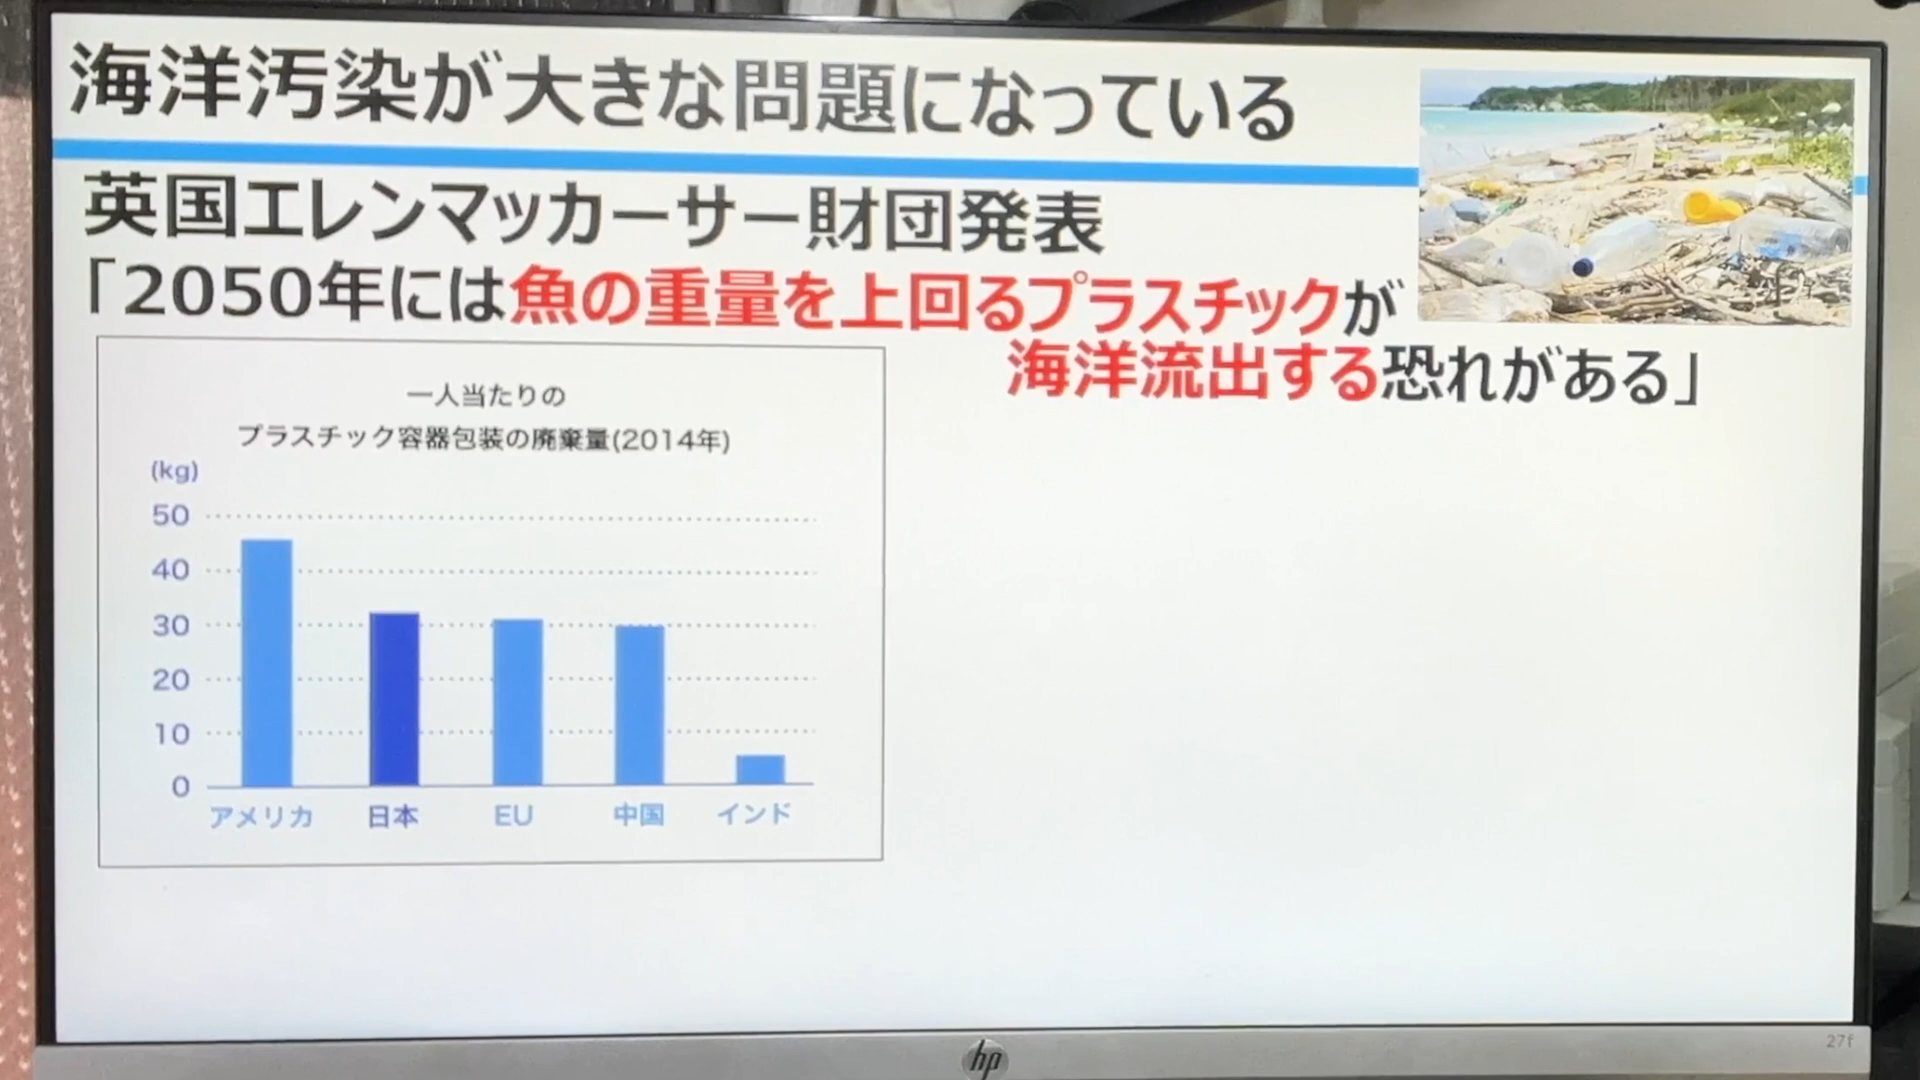 海洋汚染が大きな問題になっている
英国エレンマッカーサー財団発表
「2050年には魚の重量を上回るプラスチックが
海洋流出する恐れがある」
一人当たりの
プラスチック容器包装の廃棄量(2014年)
(kg)
50
40
30
20
10
0
アメリカ 日本 EU 中国 インド
hp
27f